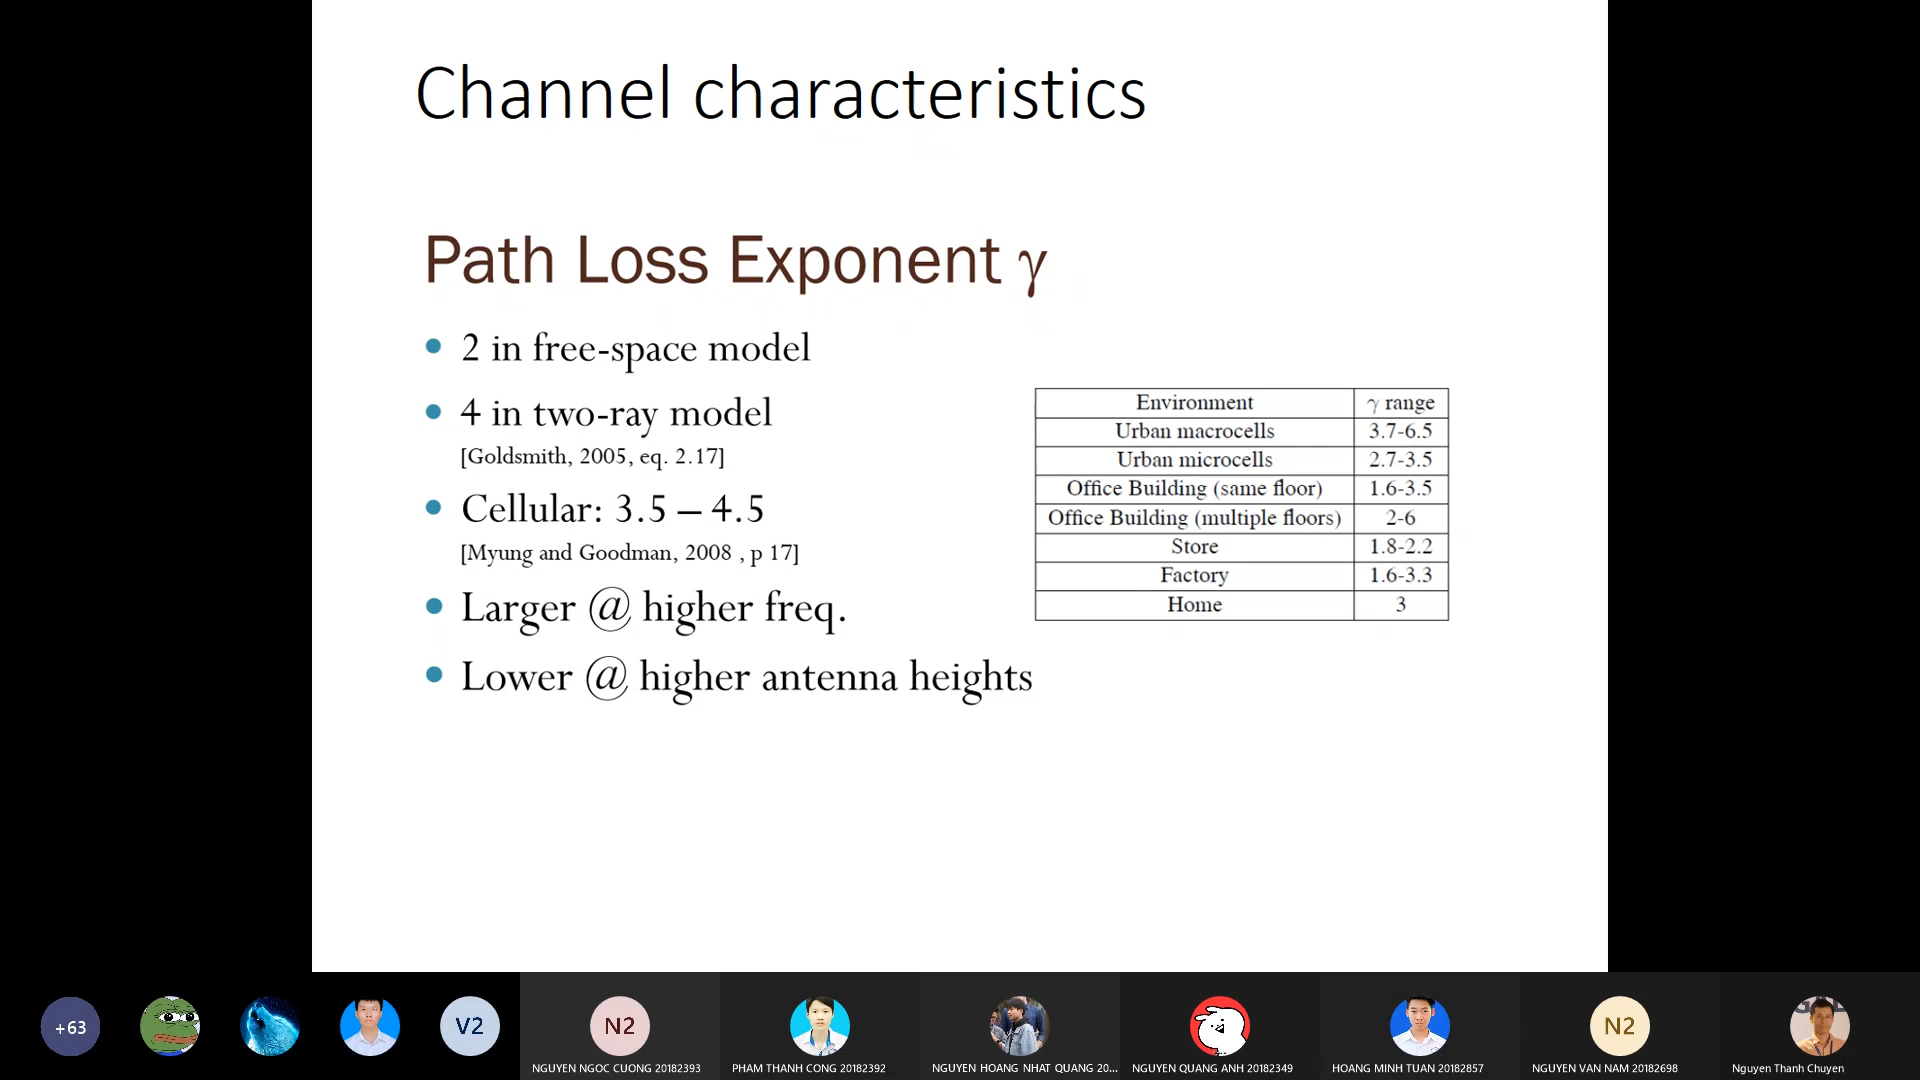 Channel characteristics
Path Loss Exponent γ
• 2 in free-space model
• 4 in two-ray model
[Goldsmith, 2005, eq. 2.17]
• Cellular: 3.5 – 4.5
[Myung and Goodman, 2008 , p 17]
• Larger @ higher freq.
• Lower @ higher antenna heights
Environment γ range
Urban macrocells 3.7-6.5
Urban microcells 2.7-3.5
Office Building (same floor) 1.6-3.5
Office Building (multiple floors) 2-6
Store 1.8-2.2
Factory 1.6-3.3
Home 3
+63
V2
N2
N2
NGUYEN NGOC CUONG 20182393
PHAM THANH CONG 20182392
NGUYEN HOANG NHAT QUANG 20...
NGUYEN QUANG ANH 20182349
HOANG MINH TUAN 20182857
NGUYEN VAN NAM 20182698
Nguyen Thanh Chuyen